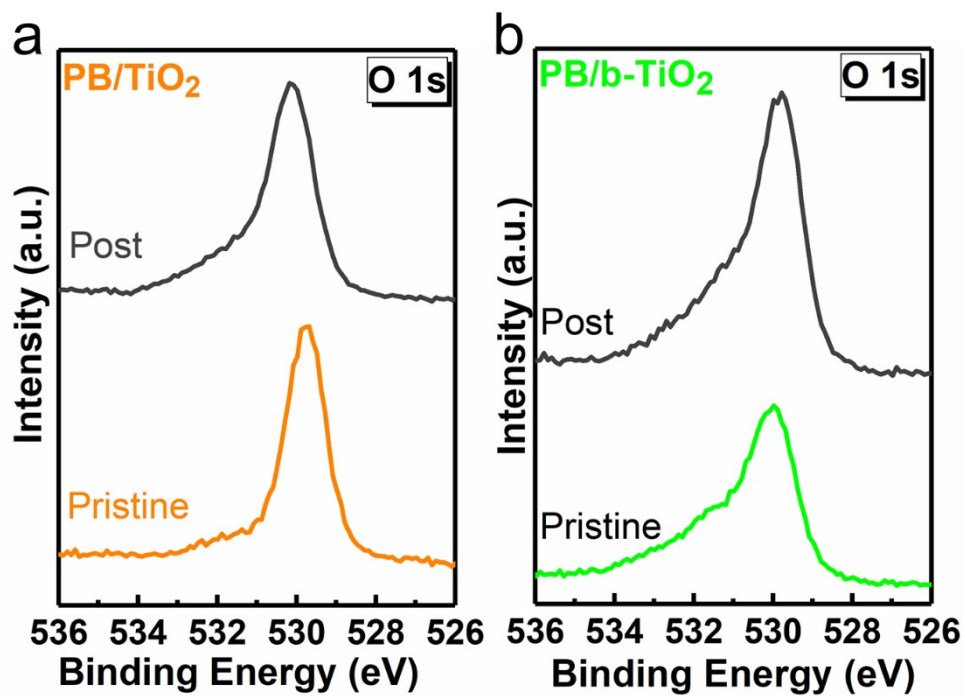 a
PB/TiO₂
O 1s
Post
Pristine
Intensity (a.u.)
536 534 532 530 528 526
Binding Energy (eV)
b
PB/b-TiO₂
O 1s
Post
Pristine
Intensity (a.u.)
536 534 532 530 528 526
Binding Energy (eV)